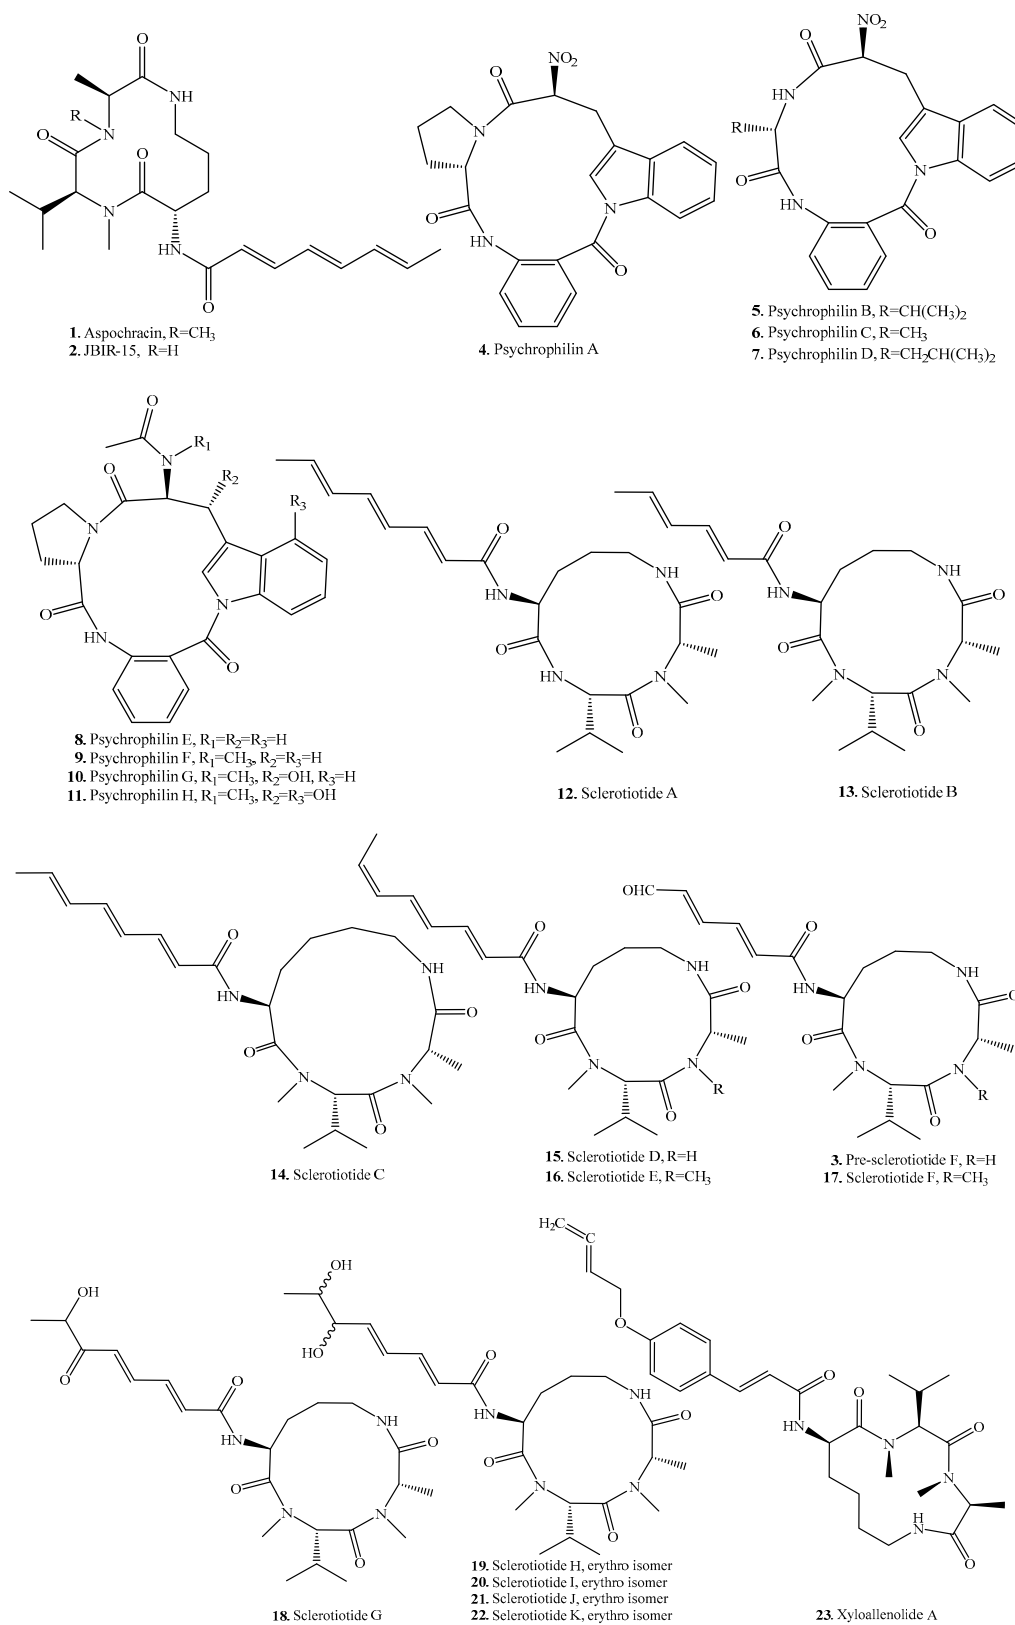 O
NH
R
N
O
O
N
HN
O
1. Aspochracin, R=CH3
2. JBIR-15, R=H
NO2
O
N
N
O
HN
O
4. Psychrophilin A
NO2
O
HN
R
N
O
HN
O
5. Psychrophilin B, R=CH(CH3)2
6. Psychrophilin C, R=CH3
7. Psychrophilin D, R=CH2CH(CH3)2
O
N
R1
O
R2
R3
N
N
O
HN
O
8. Psychrophilin E, R1=R2=R3=H
9. Psychrophilin F, R1=CH3, R2=R3=H
10. Psychrophilin G, R1=CH3, R2=OH, R3=H
11. Psychrophilin H, R1=CH3, R2=R3=OH
O
HN
NH
O
O
HN
N
O
12. Sclerotiotide A
O
HN
NH
O
O
N
N
O
13. Sclerotiotide B
O
HN
NH
O
O
N
N
O
14. Sclerotiotide C
O
HN
NH
O
O
N
N
R
O
15. Sclerotiotide D, R=H
16. Sclerotiotide E, R=CH3
OHC
O
HN
NH
O
O
N
N
R
O
3. Pre-sclerotiotide F, R=H
17. Sclerotiotide F, R=CH3
OH
O
O
HN
NH
O
O
N
N
O
18. Sclerotiotide G
OH
HO
O
HN
NH
O
O
N
N
O
19. Sclerotiotide H, erythro isomer
20. Sclerotiotide I, erythro isomer
21. Sclerotiotide J, erythro isomer
22. Selerotiotide K, erythro isomer
H2C
C
O
O
HN
O
N
O
N
H
N
O
23. Xyloallenolide A